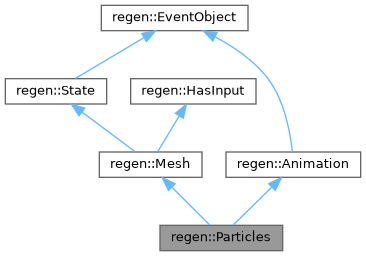 regen::EventObject
regen::State
regen::HasInput
regen::Mesh
regen::Animation
regen::Particles